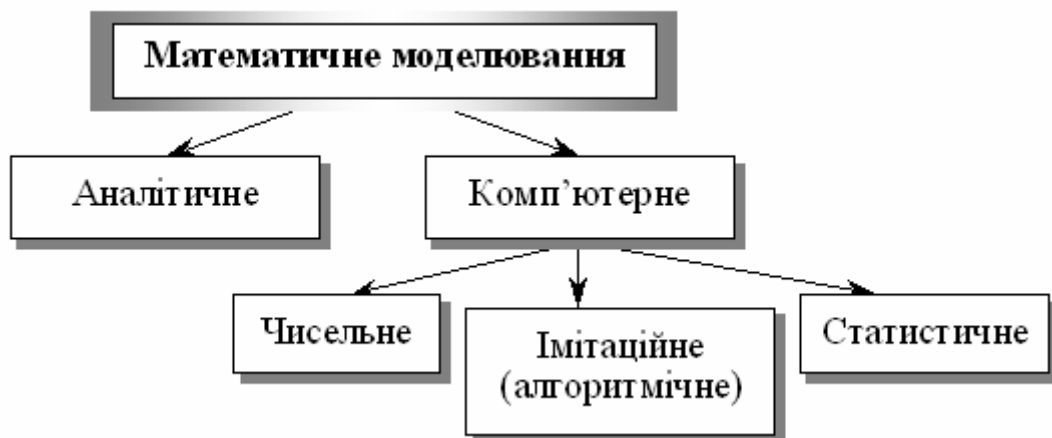 Математичне моделювання
Аналітичне
Комп’ютерне
Чисельне
Імітаційне
(алгоритмічне)
Статистичне